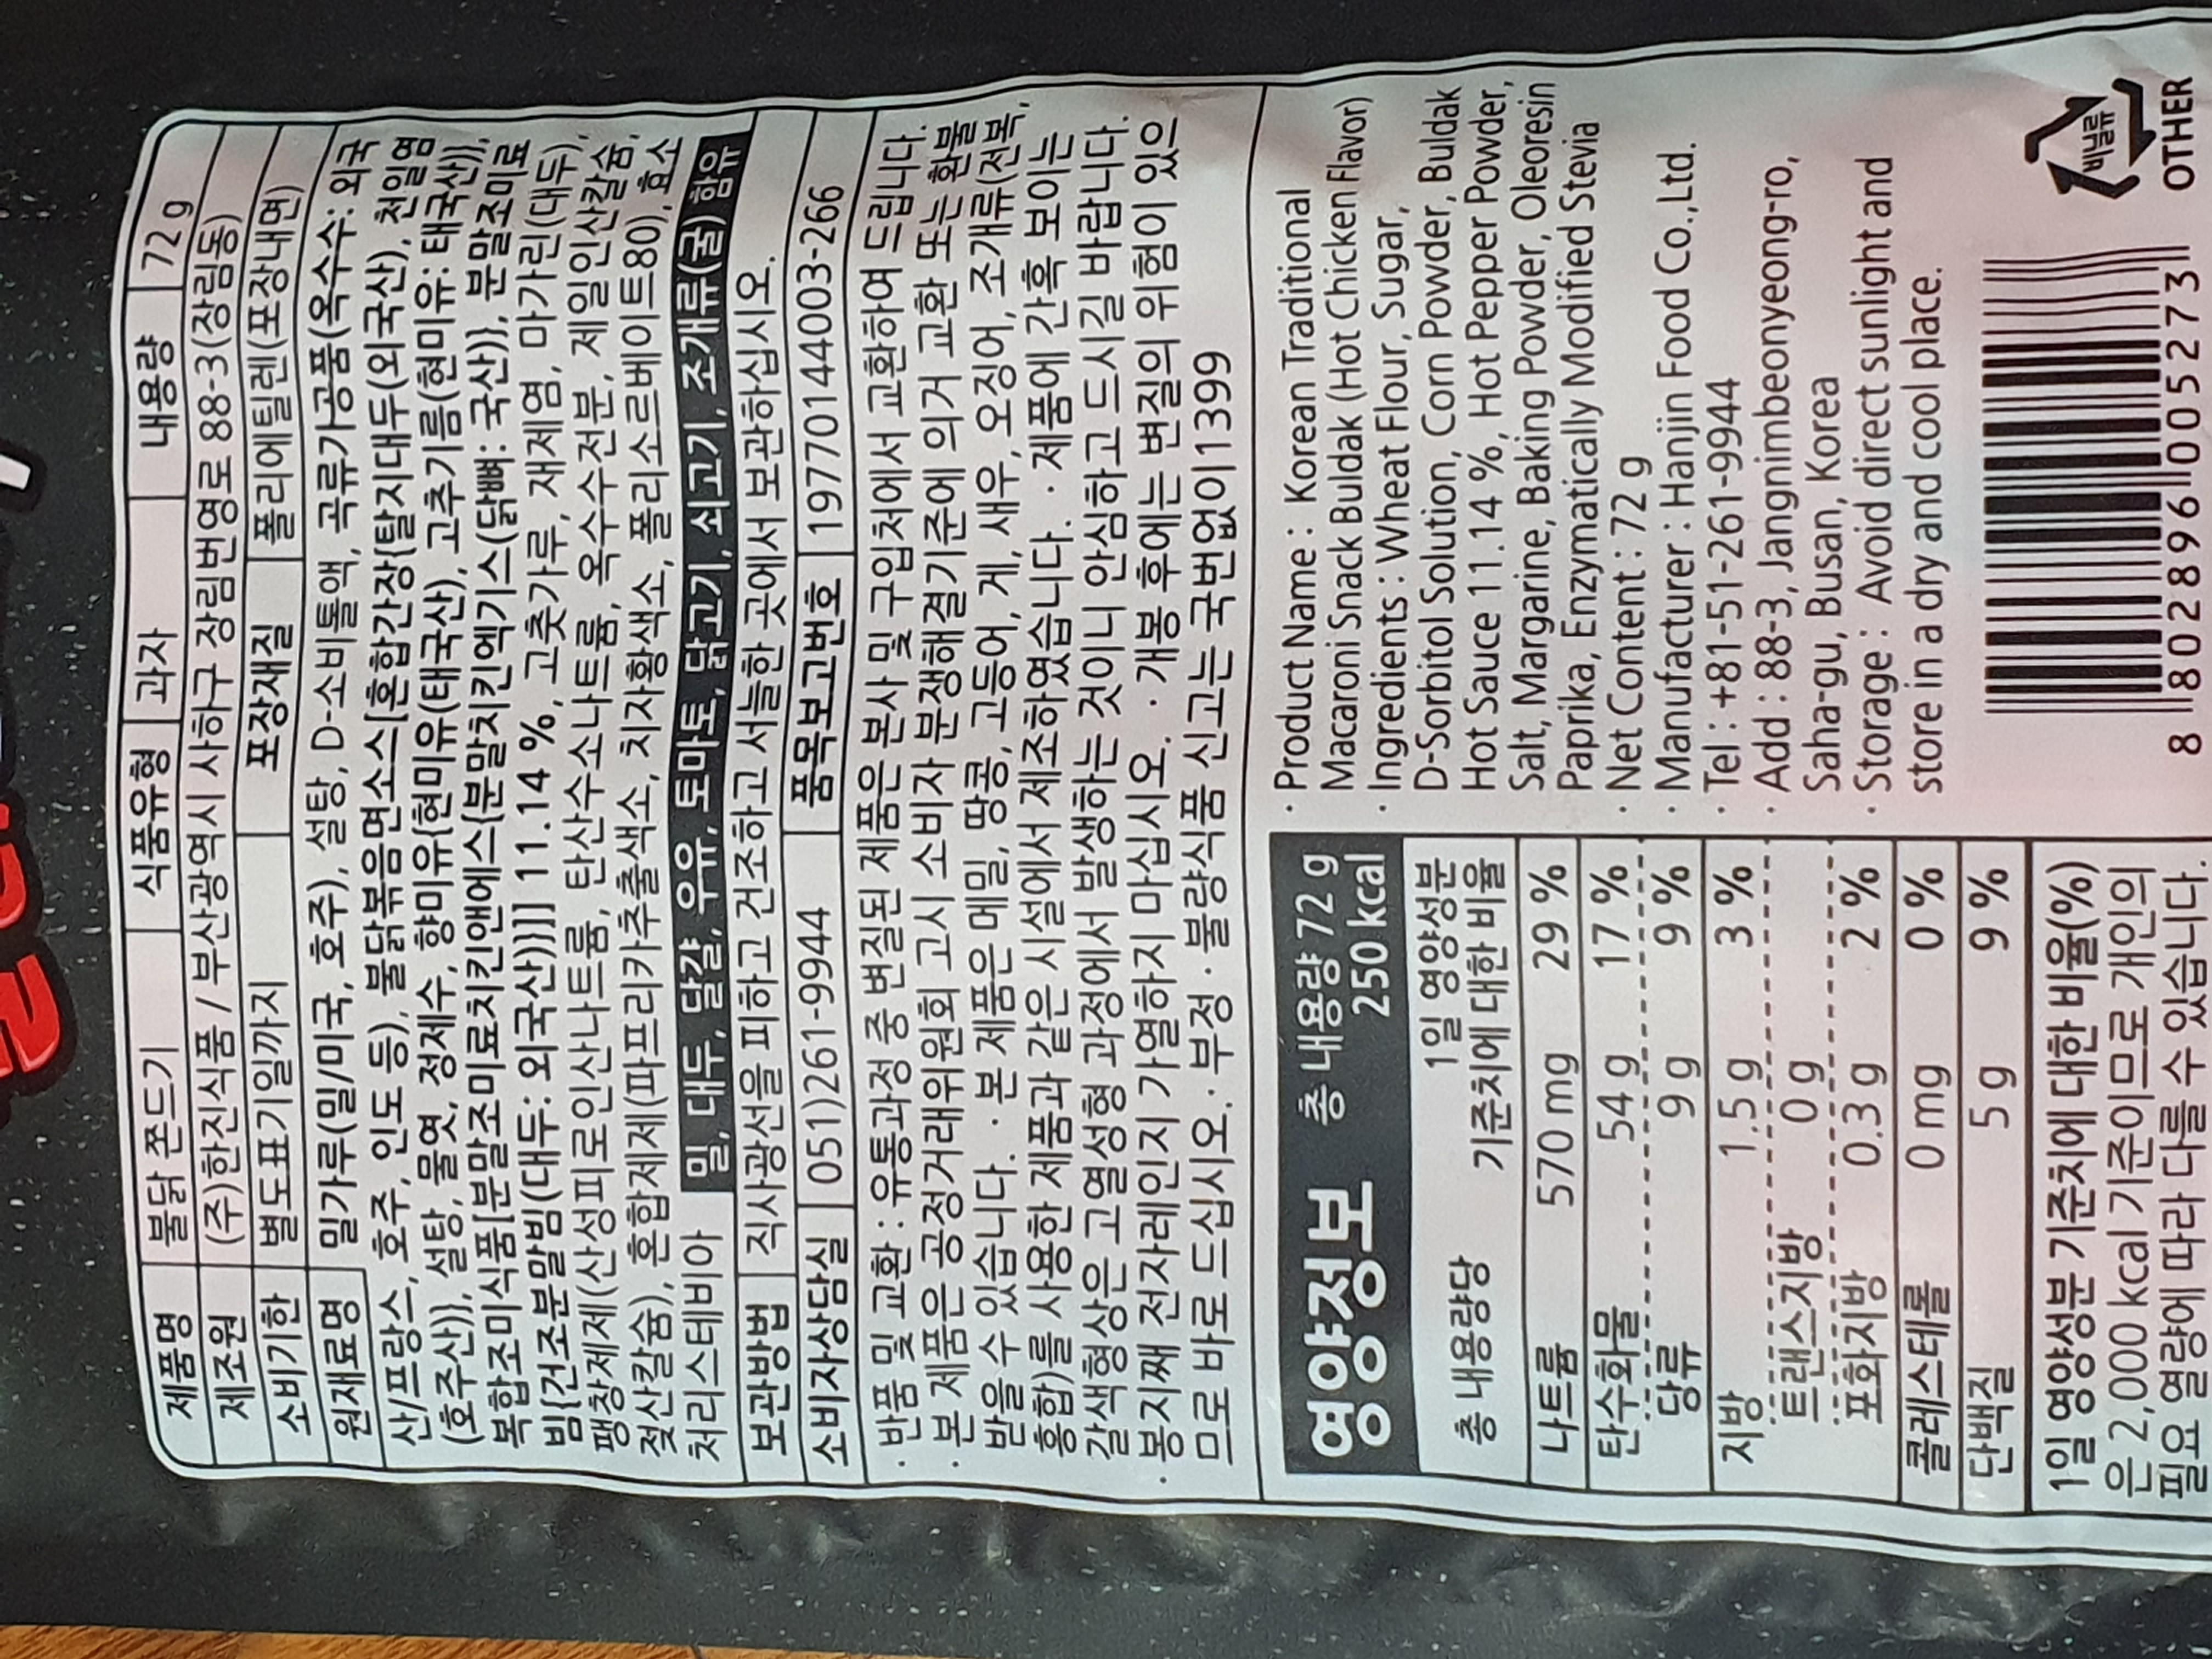 제품명 불닭 쫀드기 식품유형 과자 내용량 72 g
제조원 (주)한진식품 / 부산광역시 사하구 장림번영로 88-3(장림동)
소비기한 별도표기일까지 포장재질 폴리에틸렌(포장내면)
원재료명 밀가루(밀/미국, 호주), 설탕, D-소비톨액, 곡류가공품(옥수수: 외국
산/프랑스, 호주, 인도 등), 불닭볶음면소스[혼합간장{탈지대두(외국산), 천일염
(호주산)}, 설탕, 물엿, 정제수, 향미유{현미유(태국산), 고추기름(현미유: 태국산)},
복합조미식품[분말조미료치킨앤에스{분말치킨엑기스(닭뼈: 국산)}, 분말조미료
빔{건조분말빔(대두: 외국산)}]] 11.14 %, 고춧가루, 재제염, 마가린(대두),
팽창제제(산성피로인산나트륨, 탄산수소나트륨, 옥수수전분, 제일인산칼슘,
젖산칼슘), 혼합제제(파프리카추출색소, 치자황색소, 폴리소르베이트80), 효소
처리스테비아 밀, 대두, 달걀, 우유, 토마토, 닭고기, 쇠고기, 조개류(굴) 함유
보관방법 직사광선을 피하고 건조하고 서늘한 곳에서 보관하십시오.
소비자상담실 051)261-9944 품목보고번호 19770144003-266
· 반품 및 교환 : 유통과정 중 변질된 제품은 본사 및 구입처에서 교환하여 드립니다.
· 본 제품은 공정거래위원회 고시 소비자 분쟁해결기준에 의거 교환 또는 환불
받을 수 있습니다. · 본 제품은 메밀, 땅콩, 고등어, 게, 새우, 오징어, 조개류(전복,
홍합)를 사용한 제품과 같은 시설에서 제조하였습니다. · 제품에 간혹 보이는
갈색형상은 고열성형 과정에서 발생하는 것이니 안심하고 드시길 바랍니다.
· 봉지째 전자레인지 가열하지 마십시오. · 개봉 후에는 변질의 위험이 있으
므로 바로 드십시오. · 부정 · 불량식품 신고는 국번없이1399
영양정보 총 내용량 72 g
250 kcal
총 내용량당 1일 영양성분
기준치에 대한 비율
나트륨 570 mg 29 %
탄수화물 54 g 17 %
당류 9 g 9 %
지방 1.5 g 3 %
트랜스지방 0 g
포화지방 0.3 g 2 %
콜레스테롤 0 mg 0 %
단백질 5 g 9 %
1일 영양성분 기준치에 대한 비율(%)
은 2,000 kcal 기준이므로 개인의
필요 열량에 따라 다를 수 있습니다.
· Product Name : Korean Traditional
Macaroni Snack Buldak (Hot Chicken Flavor)
· Ingredients : Wheat Flour, Sugar,
D-Sorbitol Solution, Corn Powder, Buldak
Hot Sauce 11.14 %, Hot Pepper Powder,
Salt, Margarine, Baking Powder, Oleoresin
Paprika, Enzymatically Modified Stevia
· Net Content : 72 g
· Manufacturer : Hanjin Food Co.,Ltd.
· Tel : +81-51-261-9944
· Add : 88-3, Jangnimbeonyeong-ro,
Saha-gu, Busan, Korea
· Storage : Avoid direct sunlight and
store in a dry and cool place.
8 802896 005273
비닐류
OTHER